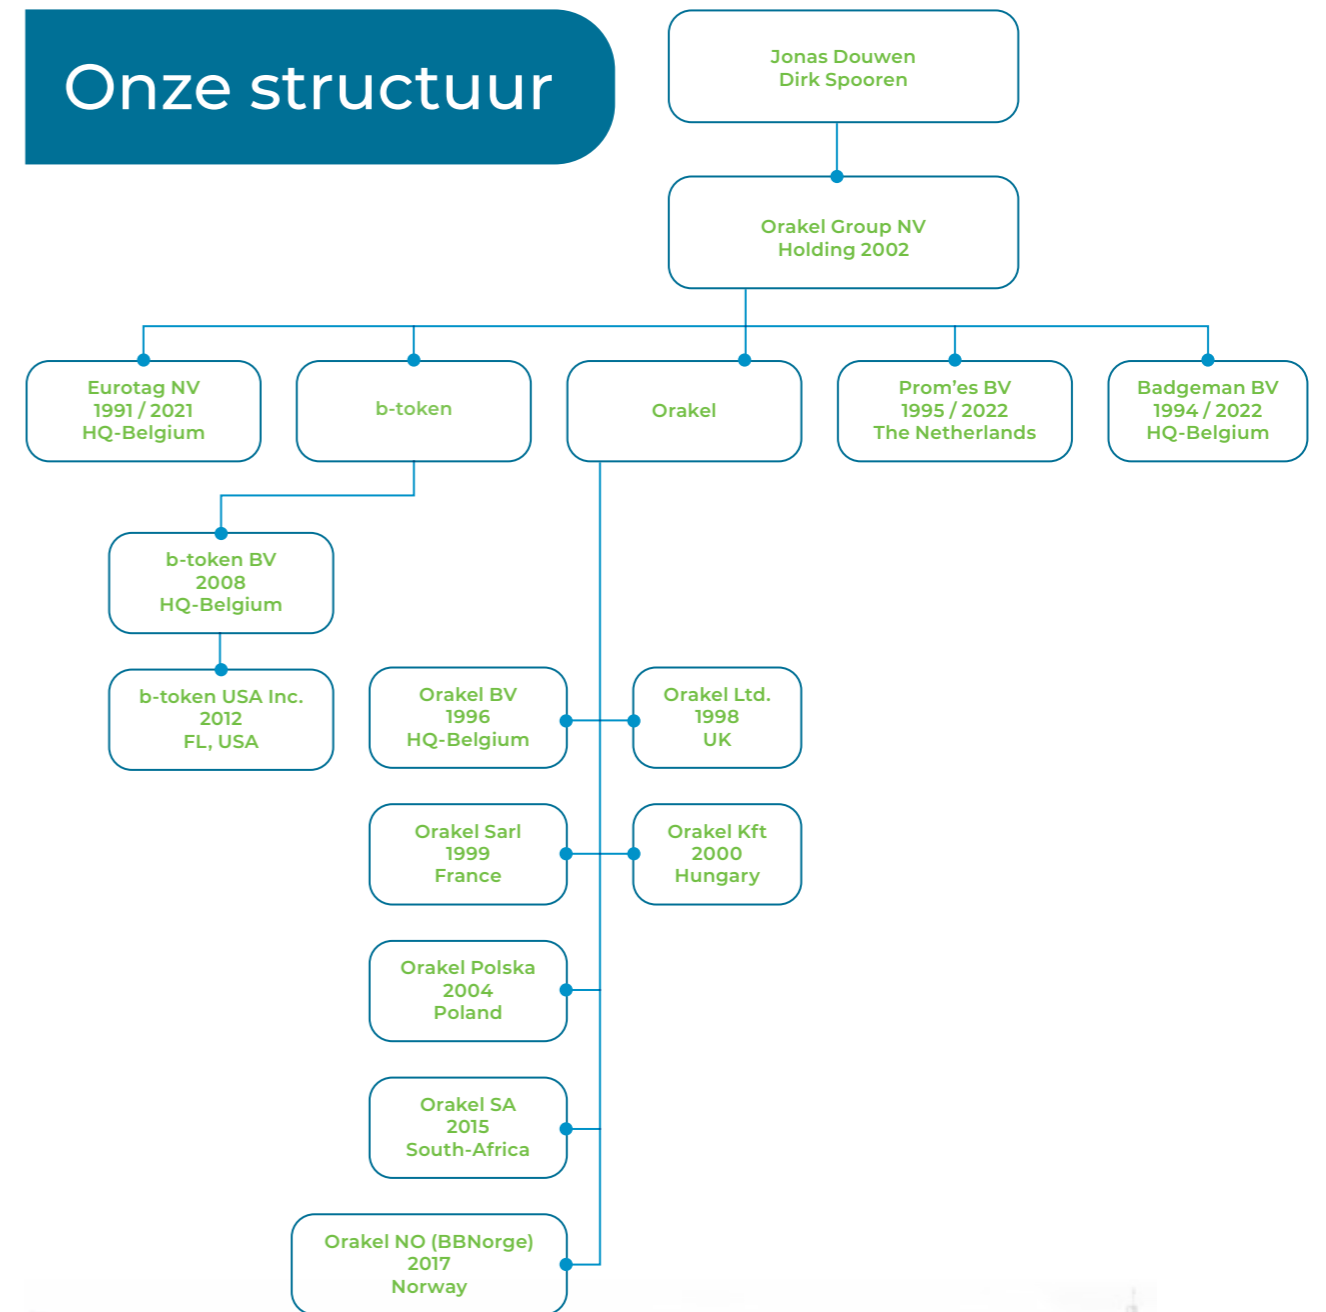 Onze structuur
Jonas Douwen
Dirk Spooren
Orakel Group NV
Holding 2002
Eurotag NV
1991 / 2021
HQ-Belgium
b-token
Orakel
Prom’es BV
1995 / 2022
The Netherlands
Badgeman BV
1994 / 2022
HQ-Belgium
b-token BV
2008
HQ-Belgium
b-token USA Inc.
2012
FL, USA
Orakel BV
1996
HQ-Belgium
Orakel Ltd.
1998
UK
Orakel Sarl
1999
France
Orakel Kft
2000
Hungary
Orakel Polska
2004
Poland
Orakel SA
2015
South-Africa
Orakel NO (BBNorge)
2017
Norway